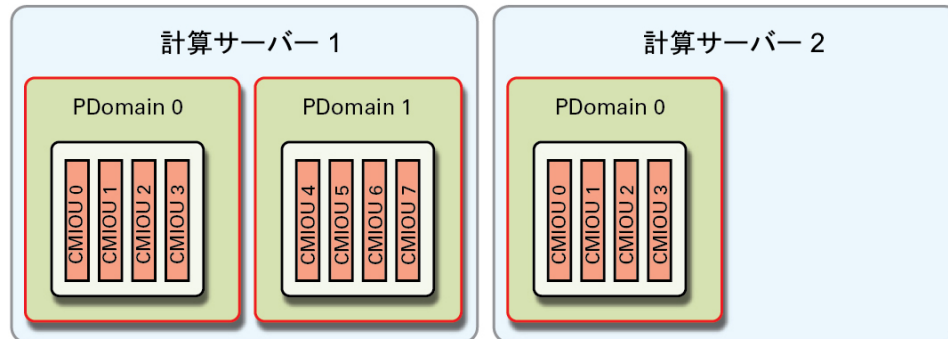 計算サーバー 1
計算サーバー 2
PDomain 0
PDomain 1
PDomain 0
CMIOU 0
CMIOU 1
CMIOU 2
CMIOU 3
CMIOU 4
CMIOU 5
CMIOU 6
CMIOU 7
CMIOU 0
CMIOU 1
CMIOU 2
CMIOU 3